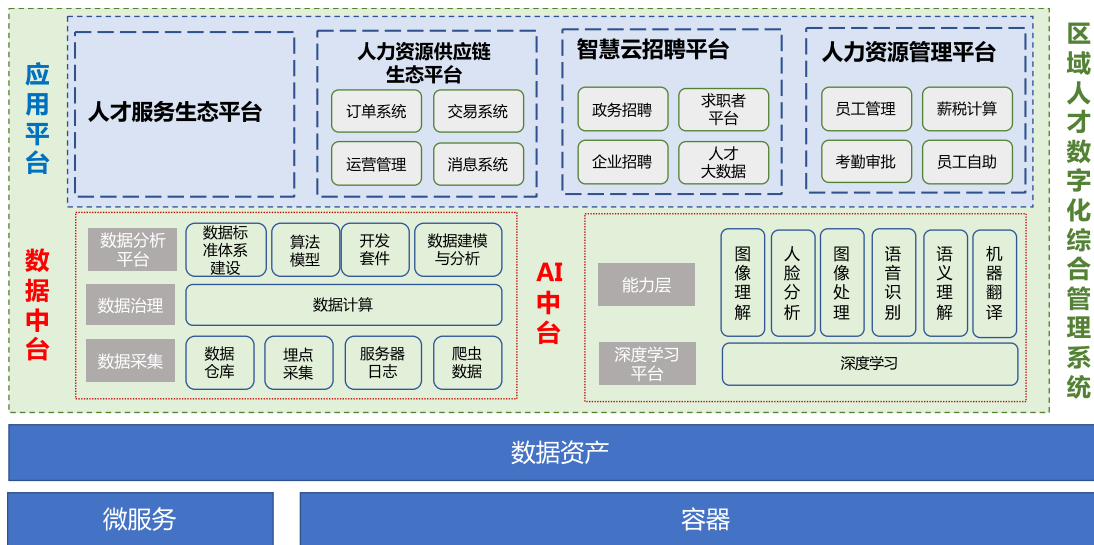 应用平台
人才服务生态平台
人力资源供应链
生态平台
订单系统
交易系统
运营管理
消息系统
智慧云招聘平台
政务招聘
求职者
平台
企业招聘
人才
大数据
人力资源管理平台
员工管理
薪税计算
考勤审批
员工自助
区域人才数字化综合管理系统
数据中台
数据分析
平台
数据标
准体系
建设
算法
模型
开发
套件
数据建模
与分析
数据治理
数据计算
数据采集
数据
仓库
埋点
采集
服务器
日志
爬虫
数据
AI
中
台
能力层
图像理解
人脸分析
图像处理
语音识别
语义理解
机器翻译
深度学习
平台
深度学习
数据资产
微服务
容器